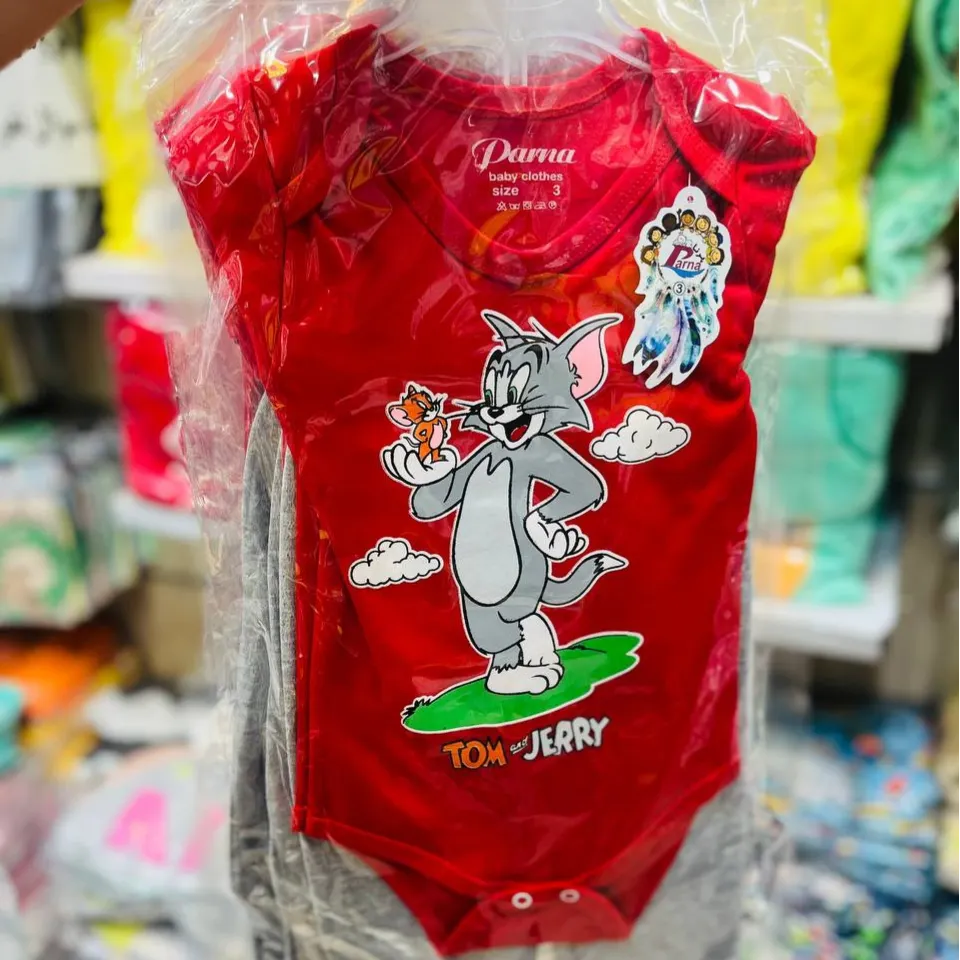 Parna
baby clothes
size 3
Parna
3
TOM and JERRY